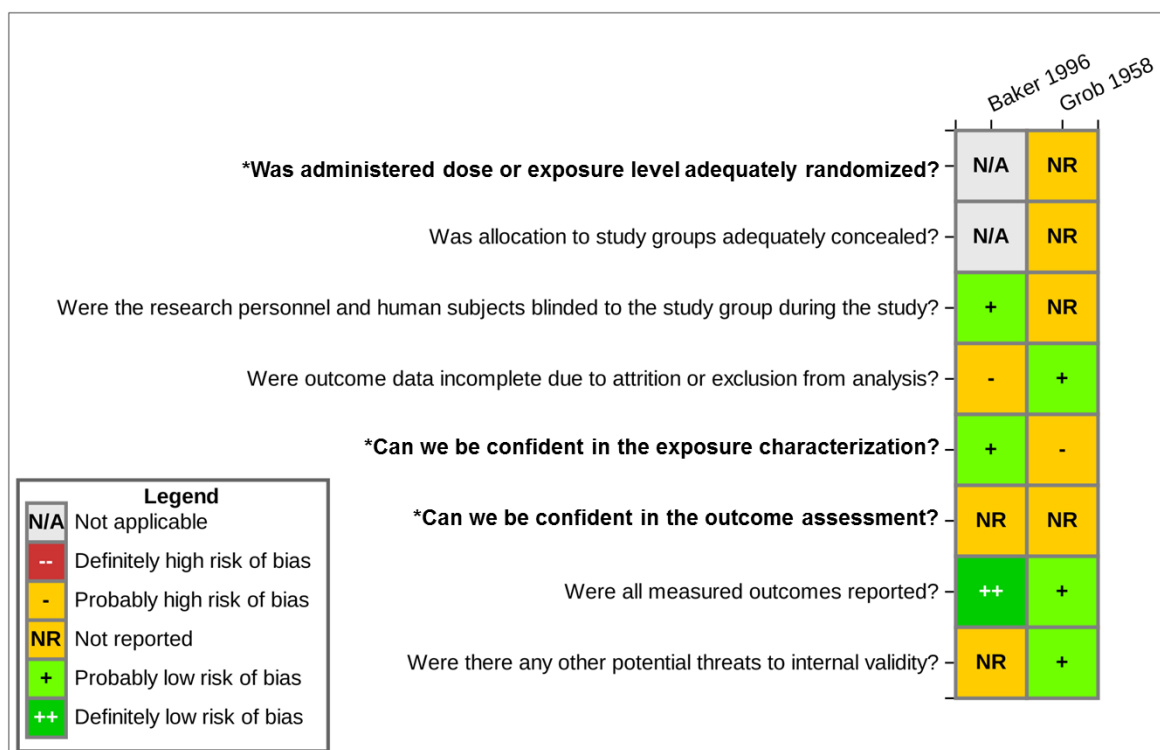 Baker 1996
Grob 1958
*Was administered dose or exposure level adequately randomized? N/A NR
Was allocation to study groups adequately concealed? N/A NR
Were the research personnel and human subjects blinded to the study group during the study? + NR
Were outcome data incomplete due to attrition or exclusion from analysis? - +
*Can we be confident in the exposure characterization? + -
*Can we be confident in the outcome assessment? NR NR
Were all measured outcomes reported? ++ +
Were there any other potential threats to internal validity? NR +
Legend
N/A Not applicable
-- Definitely high risk of bias
- Probably high risk of bias
NR Not reported
+ Probably low risk of bias
++ Definitely low risk of bias